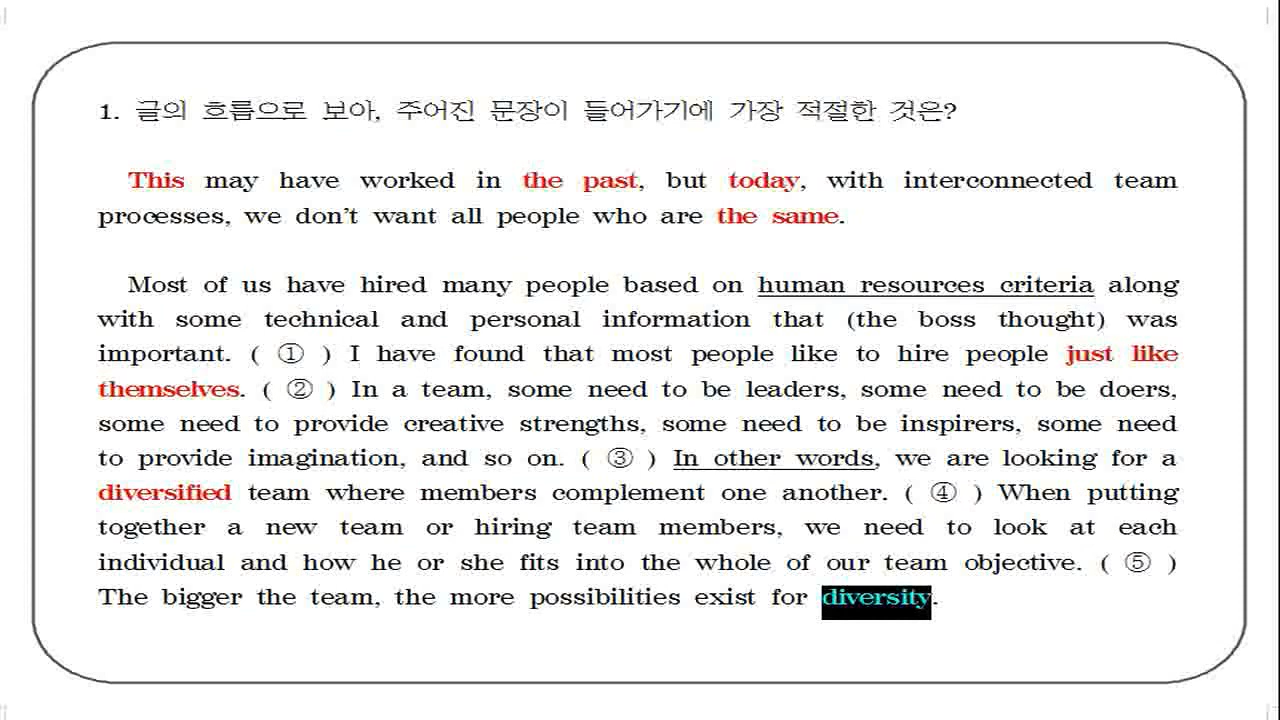 1. 글의 흐름으로 보아, 주어진 문장이 들어가기에 가장 적절한 것은?
This may have worked in the past, but today, with interconnected team
processes, we don't want all people who are the same.
Most of us have hired many people based on human resources criteria along
with some technical and personal information that (the boss thought) was
important. ( ① ) I have found that most people like to hire people just like
themselves. ( ② ) In a team, some need to be leaders, some need to be doers,
some need to provide creative strengths, some need to be inspirers, some need
to provide imagination, and so on. ( ③ ) In other words, we are looking for a
diversified team where members complement one another. ( ④ ) When putting
together a new team or hiring team members, we need to look at each
individual and how he or she fits into the whole of our team objective. ( ⑤ )
The bigger the team, the more possibilities exist for diversity.